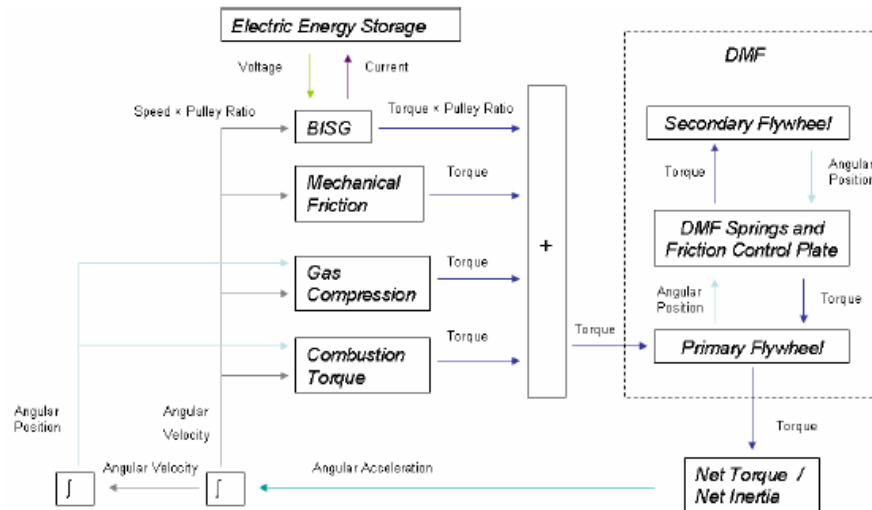 Electric Energy Storage
DMF
Voltage
Current
Speed × Pulley Ratio
Torque × Pulley Ratio
BISG
Secondary Flywheel
Mechanical
Friction
Torque
Torque
Angular
Position
DMF Springs and
Friction Control Plate
+
Gas
Compression
Torque
Angular
Position
Torque
Combustion
Torque
Torque
Torque
Primary Flywheel
Angular
Position
Angular
Velocity
Torque
Angular Velocity
Angular Acceleration
∫
∫
Net Torque /
Net Inertia